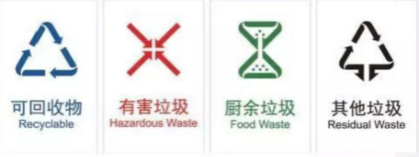 可回收物
Recyclable
有害垃圾
Hazardous Waste
厨余垃圾
Food Waste
其他垃圾
Residual Waste